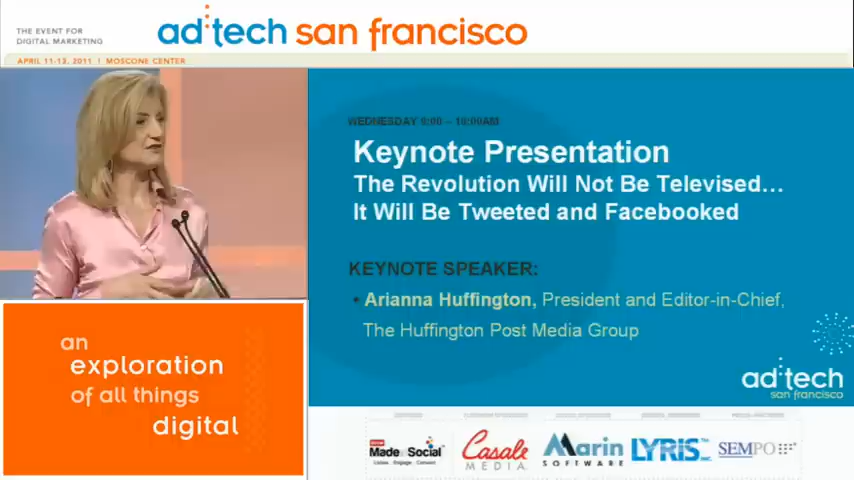 THE EVENT FOR
DIGITAL MARKETING
ad:tech san francisco
APRIL 11-13, 2011 | MOSCONE CENTER
WEDNESDAY 9:00 – 10:00AM
Keynote Presentation
The Revolution Will Not Be Televised…
It Will Be Tweeted and Facebooked
KEYNOTE SPEAKER:
• Arianna Huffington, President and Editor-in-Chief,
The Huffington Post Media Group
ad:tech
san francisco
an
exploration
of all things
digital
Made Social
Listen. Engage. Connect.
Casale
MEDIA
Marin
SOFTWARE
LYRIS
SEMPO